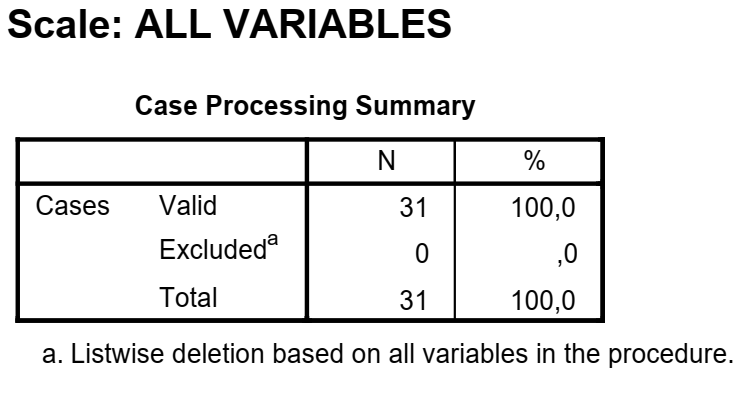 Scale: ALL VARIABLES
Case Processing Summary
N %
Cases Valid 31 100,0
Excludeda 0 ,0
Total 31 100,0
a. Listwise deletion based on all variables in the procedure.